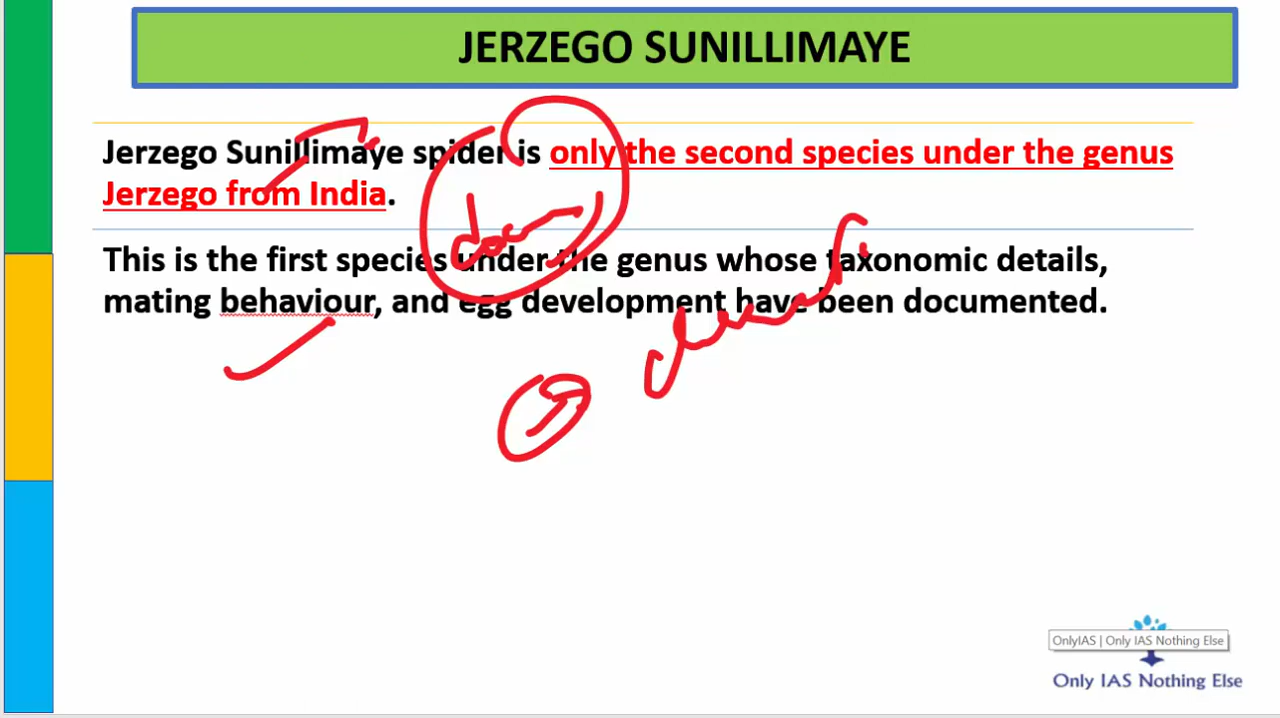 JERZEGO SUNILLIMAYE
Jerzego Sunillimaye spider is only the second species under the genus
Jerzego from India.
This is the first species under the genus whose taxonomic details,
mating behaviour, and egg development have been documented.
OnlyIAS | Only IAS Nothing Else
Only IAS Nothing Else